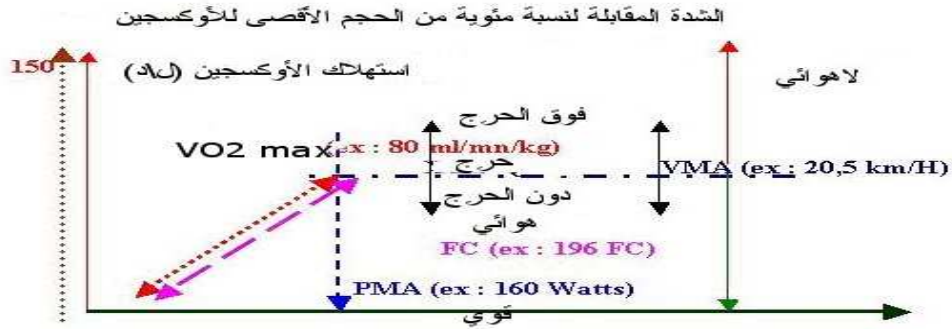 الشدة المقابلة لنسبة مئوية من الحجم الأقصى للأوكسجين
150
استهلاك الأوكسجين (ل\د)
لاهوائي
فوق الحرج
VO2 max
x : 80 ml/mn/kg)
حرج
VMA (ex : 20,5 km/H)
دون الحرج
هوائي
FC (ex : 196 FC)
PMA (ex : 160 Watts)
قوي